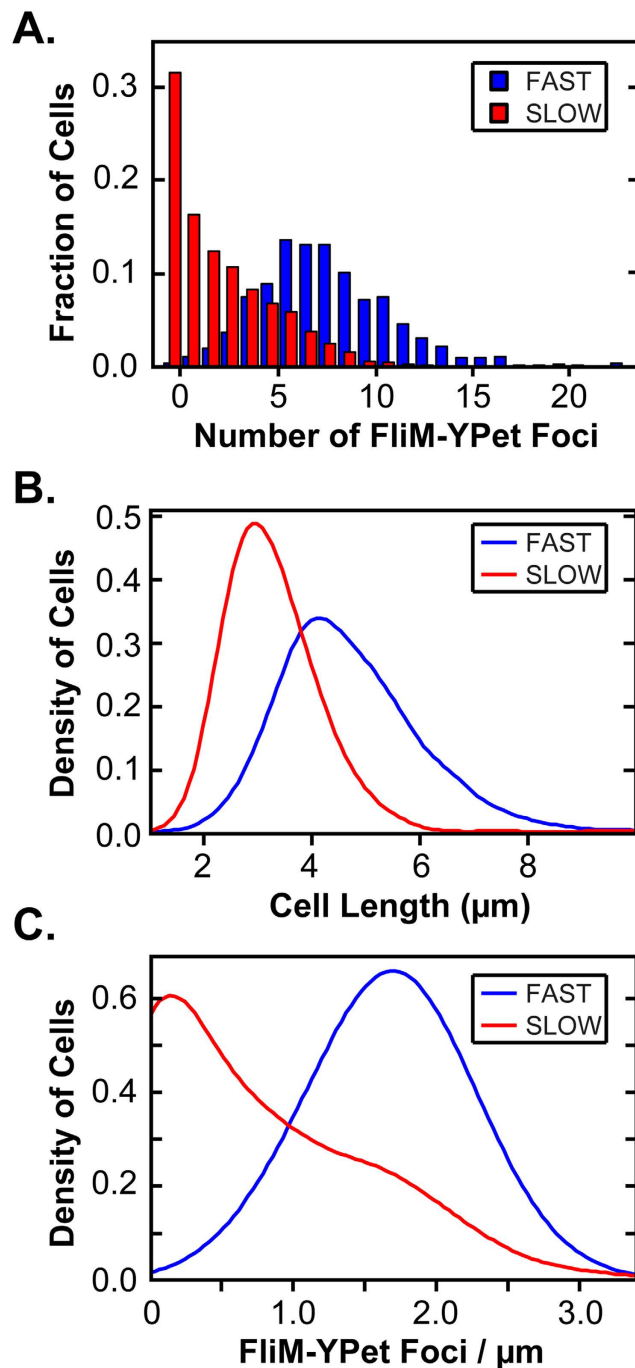 A.
Fraction of Cells
0.3
0.2
0.1
0.0
FAST
SLOW
0 5 10 15 20
Number of FliM-YPet Foci
B.
Density of Cells
0.5
0.4
0.3
0.2
0.1
0.0
FAST
SLOW
2 4 6 8
Cell Length (µm)
C.
Density of Cells
0.6
0.4
0.2
0.0
FAST
SLOW
0 1.0 2.0 3.0
FliM-YPet Foci / µm